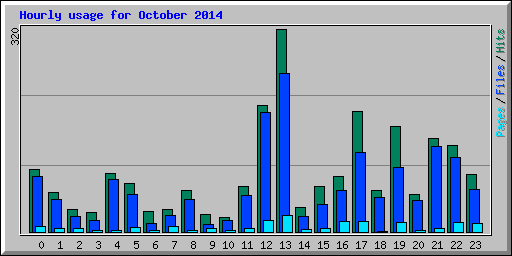 Hourly usage for October 2014
320
Pages/Files/Hits
0 1 2 3 4 5 6 7 8 9 10 11 12 13 14 15 16 17 18 19 20 21 22 23